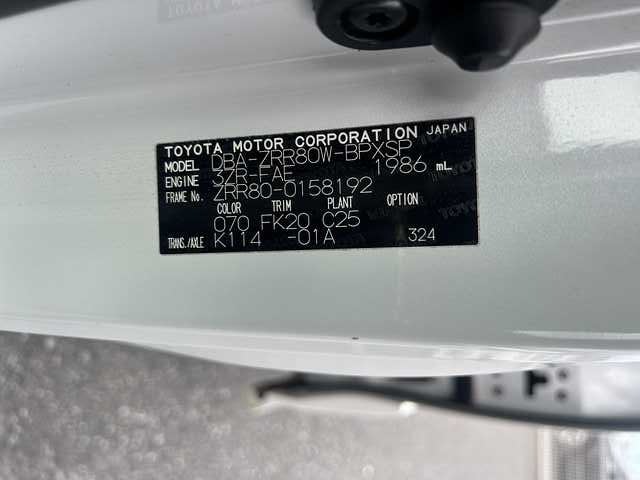 TOYOTA MOTOR CORPORATION JAPAN
MODEL DBA-ZRR80W-BPXSP
ENGINE 3ZR-FAE 1986 mL
FRAME No. ZRR80-0158192
COLOR TRIM PLANT OPTION
070 FK20 C25
TRANS./AXLE K114 -01A 324